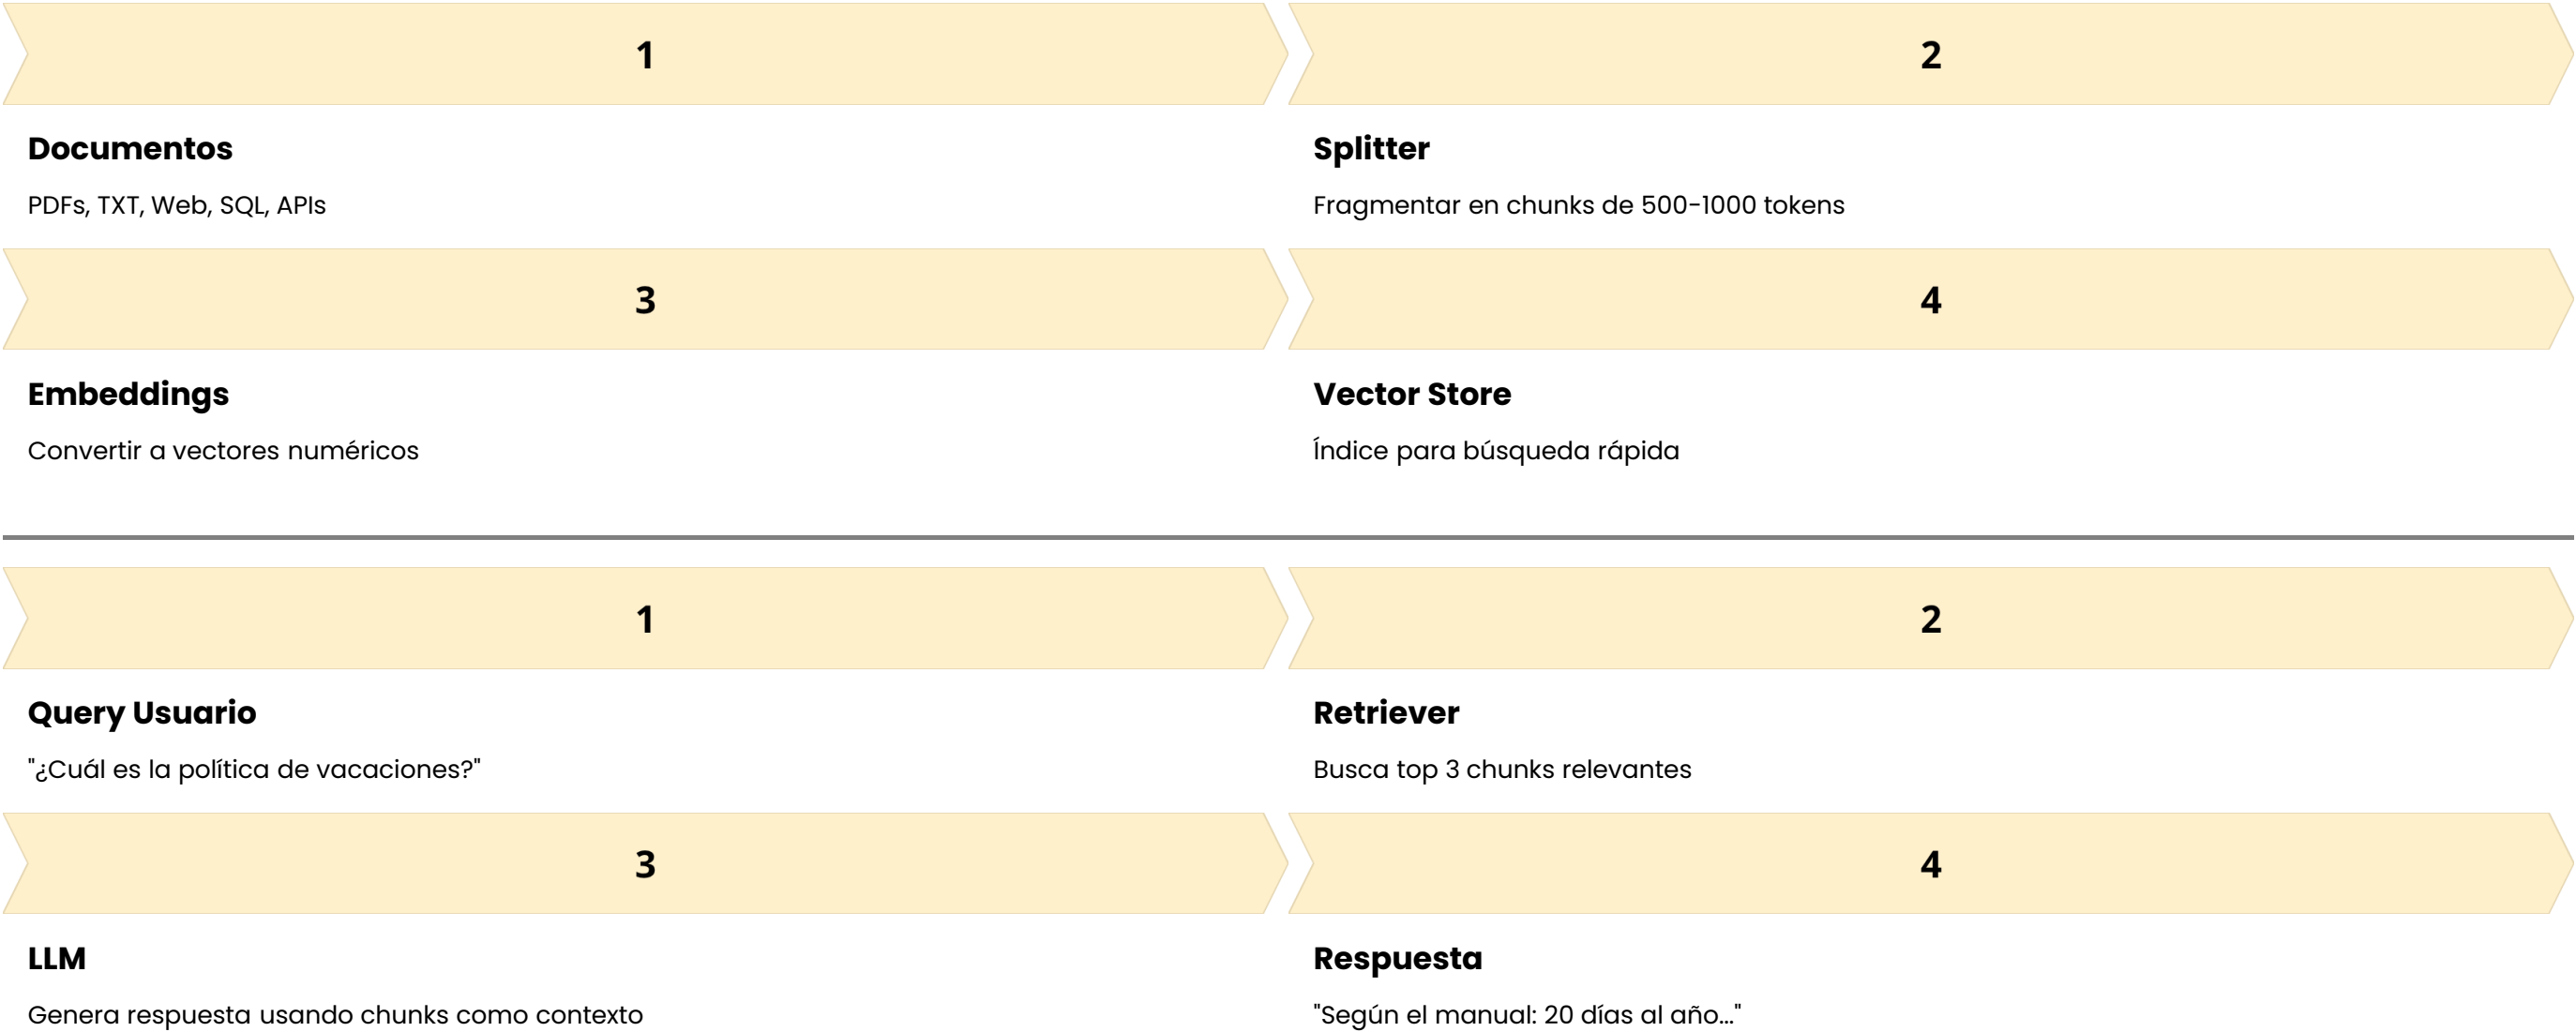 1
2
Documentos
Splitter
PDFs, TXT, Web, SQL, APIs
Fragmentar en chunks de 500-1000 tokens
3
4
Embeddings
Vector Store
Convertir a vectores numéricos
Índice para búsqueda rápida
1
2
Query Usuario
Retriever
"¿Cuál es la política de vacaciones?"
Busca top 3 chunks relevantes
3
4
LLM
Respuesta
Genera respuesta usando chunks como contexto
"Según el manual: 20 días al año..."